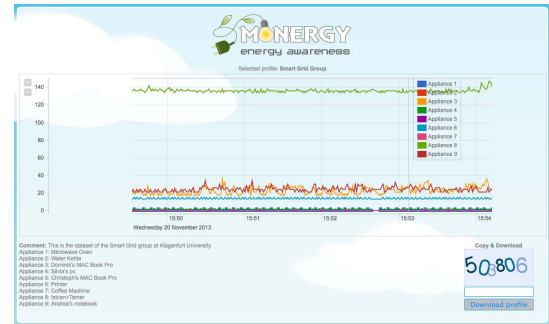 MONERGY
energy awareness
Selected profile: Smart Grid Group
140
120
100
80
60
40
20
0
Appliance 1
Appliance 2
Appliance 3
Appliance 4
Appliance 5
Appliance 6
Appliance 7
Appliance 8
Appliance 9
15:50
15:51
15:52
15:53
15:54
Wednesday 20 November 2013
Comment: This is the dataset of the Smart Grid group at Klagenfurt University.
Appliance 1: Microwave Oven
Appliance 2: Water Kettle
Appliance 3: Dominik's MAC Book Pro
Appliance 4: Silvia's pc
Appliance 5: Christoph's MAC Book Pro
Appliance 6: Printer
Appliance 7: Coffee Machine
Appliance 8: Istvan+Tamer
Appliance 9: Andrea's notebook
Copy & Download
503806
Download profile